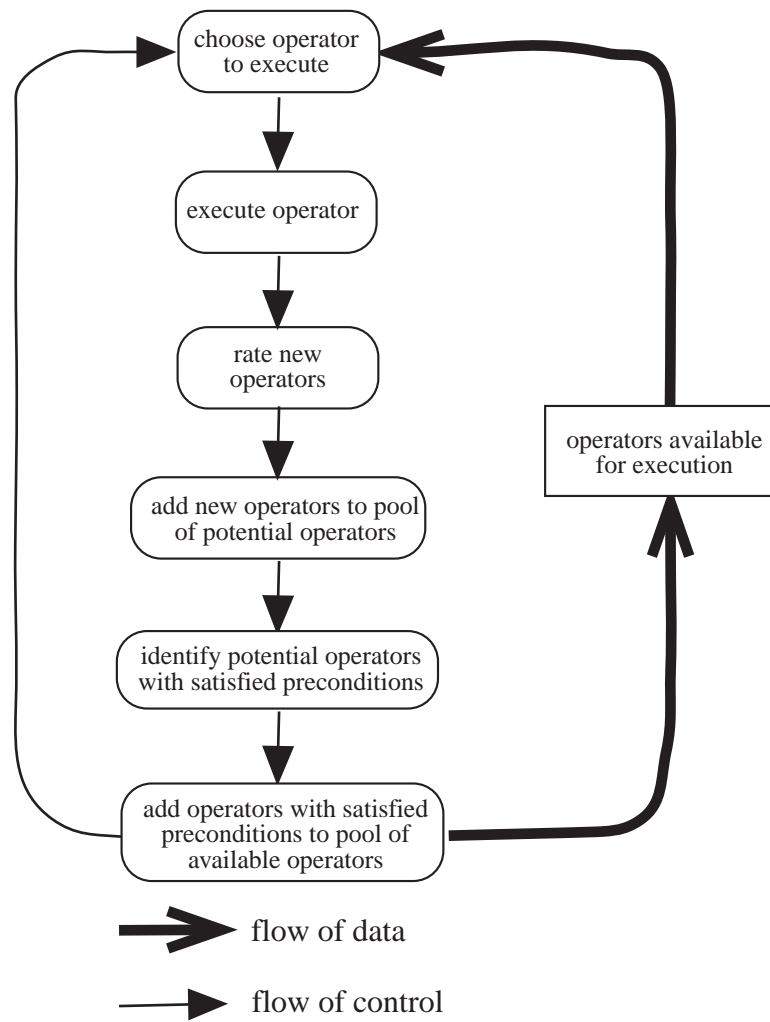 choose operator
to execute
execute operator
rate new
operators
operators available
for execution
add new operators to pool
of potential operators
identify potential operators
with satisfied preconditions
add operators with satisfied
preconditions to pool of
available operators
flow of data
flow of control